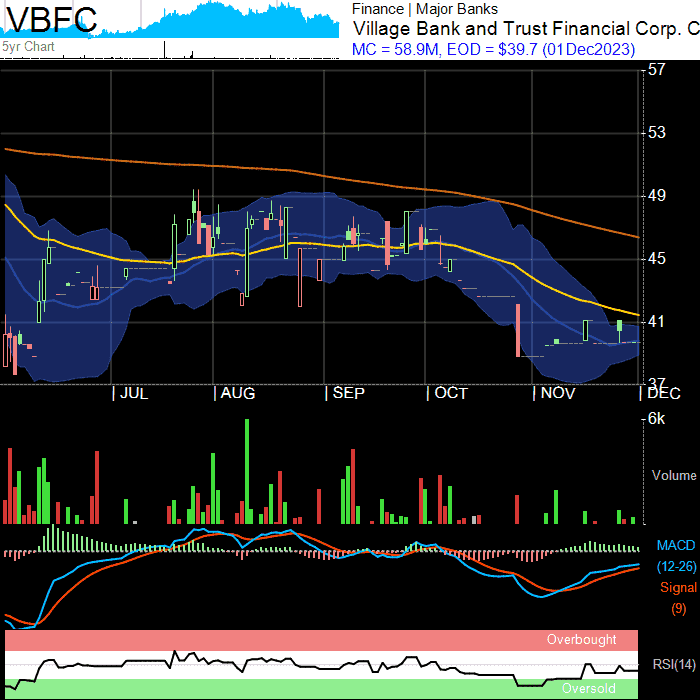 VBFC
5yr Chart
Finance | Major Banks
Village Bank and Trust Financial Corp. C
MC = 58.9M, EOD = $39.7 (01Dec2023)
57
53
49
45
41
37
JUL
AUG
SEP
OCT
NOV
DEC
6k
Volume
MACD
(12-26)
Signal
(9)
Overbought
RSI(14)
Oversold